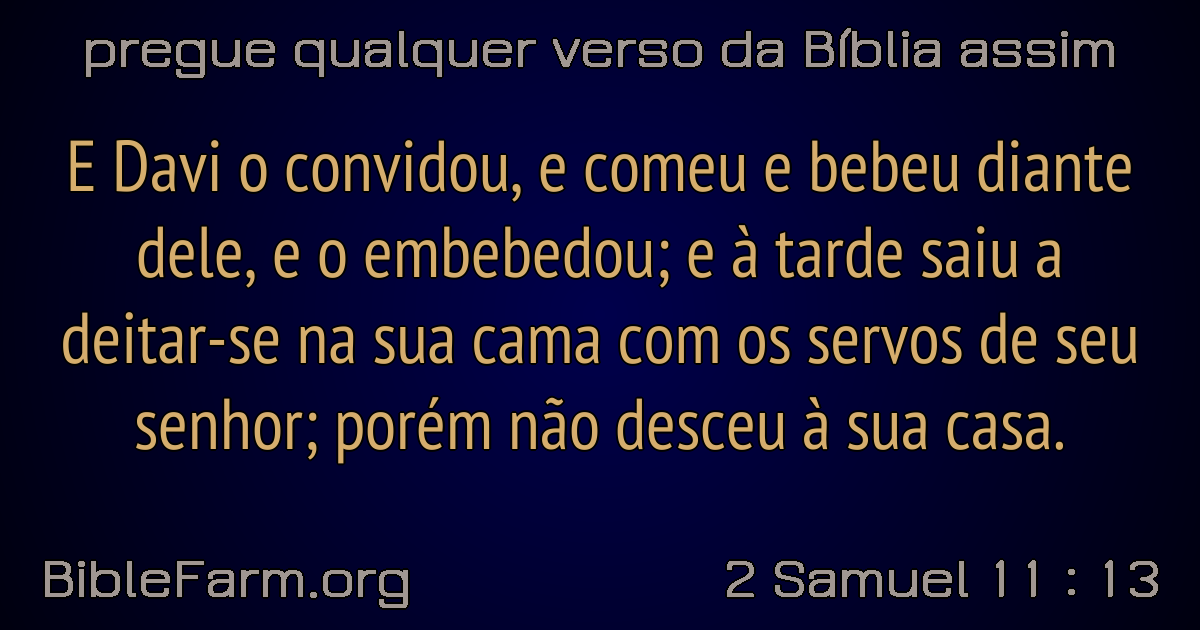 pregue qualquer verso da Bíblia assim
E Davi o convidou, e comeu e bebeu diante
dele, e o embebedou; e à tarde saiu a
deitar-se na sua cama com os servos de seu
senhor; porém não desceu à sua casa.
BibleFarm.org
2 Samuel 11 : 13